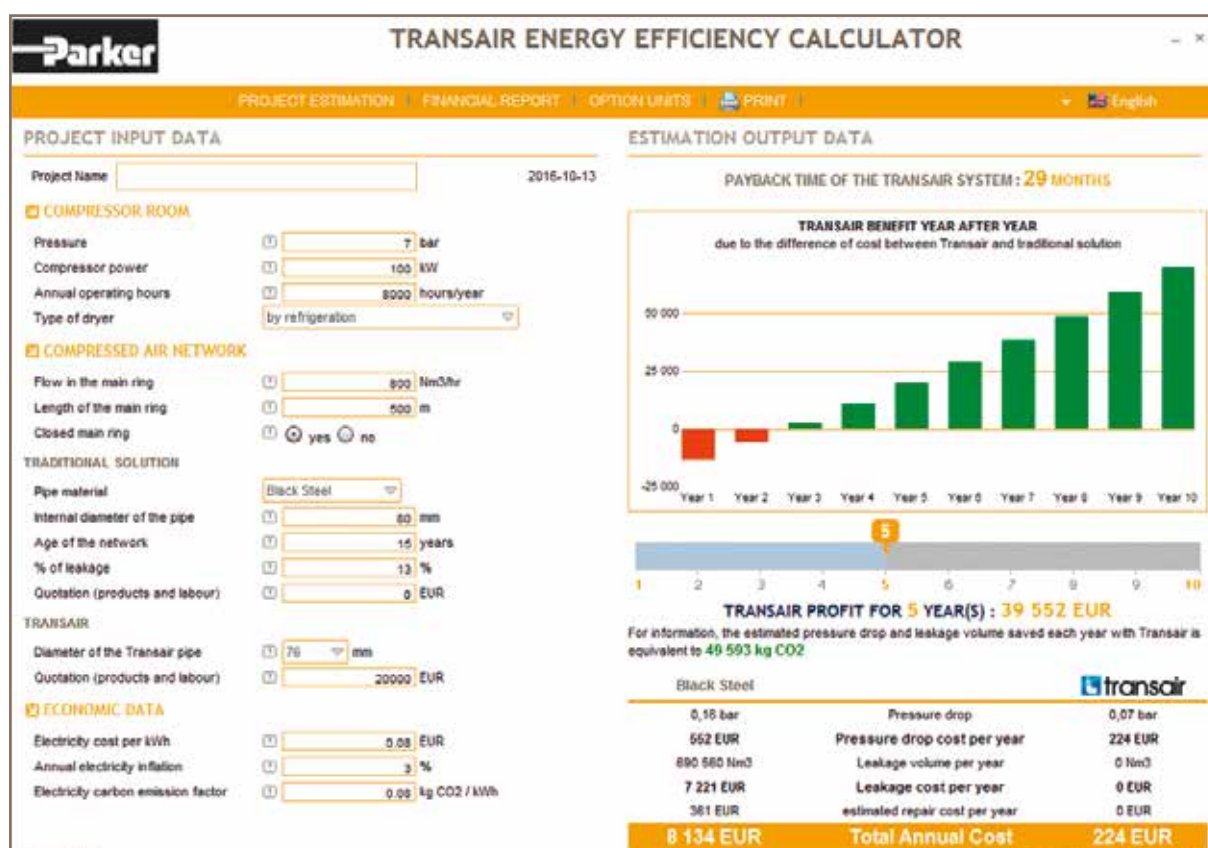 Parker
TRANSAIR ENERGY EFFICIENCY CALCULATOR
PROJECT ESTIMATION | FINANCIAL REPORT | OPTION UNITS | PRINT |
English
PROJECT INPUT DATA
Project Name
2016-10-13
COMPRESSOR ROOM
Pressure 7 bar
Compressor power 100 kW
Annual operating hours 8000 hours/year
Type of dryer by refrigeration
COMPRESSED AIR NETWORK
Flow in the main ring 800 Nm3/hr
Length of the main ring 500 m
Closed main ring yes no
TRADITIONAL SOLUTION
Pipe material Black Steel
Internal diameter of the pipe mm
Age of the network 15 years
% of leakage 13 %
Quotation (products and labour) 0 EUR
TRANSAIR
Diameter of the Transair pipe 76 mm
Quotation (products and labour) 20000 EUR
ECONOMIC DATA
Electricity cost per kWh EUR
Annual electricity inflation 3 %
Electricity carbon emission factor kg CO2 / kWh
ESTIMATION OUTPUT DATA
PAYBACK TIME OF THE TRANSAIR SYSTEM : 29 MONTHS
TRANSAIR BENEFIT YEAR AFTER YEAR
due to the difference of cost between Transair and traditional solution
50 000
25 000
0
-25 000
Year 1 Year 2 Year 3 Year 4 Year 5 Year 6 Year 7 Year 8 Year 9 Year 10
5
1 2 3 4 5 6 7 8 9 10
TRANSAIR PROFIT FOR 5 YEAR(S) : 39 552 EUR
For information, the estimated pressure drop and leakage volume saved each year with Transair is
equivalent to 49 593 kg CO2
Black Steel transair
0,16 bar Pressure drop 0,07 bar
552 EUR Pressure drop cost per year 224 EUR
690 560 Nm3 Leakage volume per year 0 Nm3
7 221 EUR Leakage cost per year 0 EUR
361 EUR estimated repair cost per year 0 EUR
8 134 EUR Total Annual Cost 224 EUR